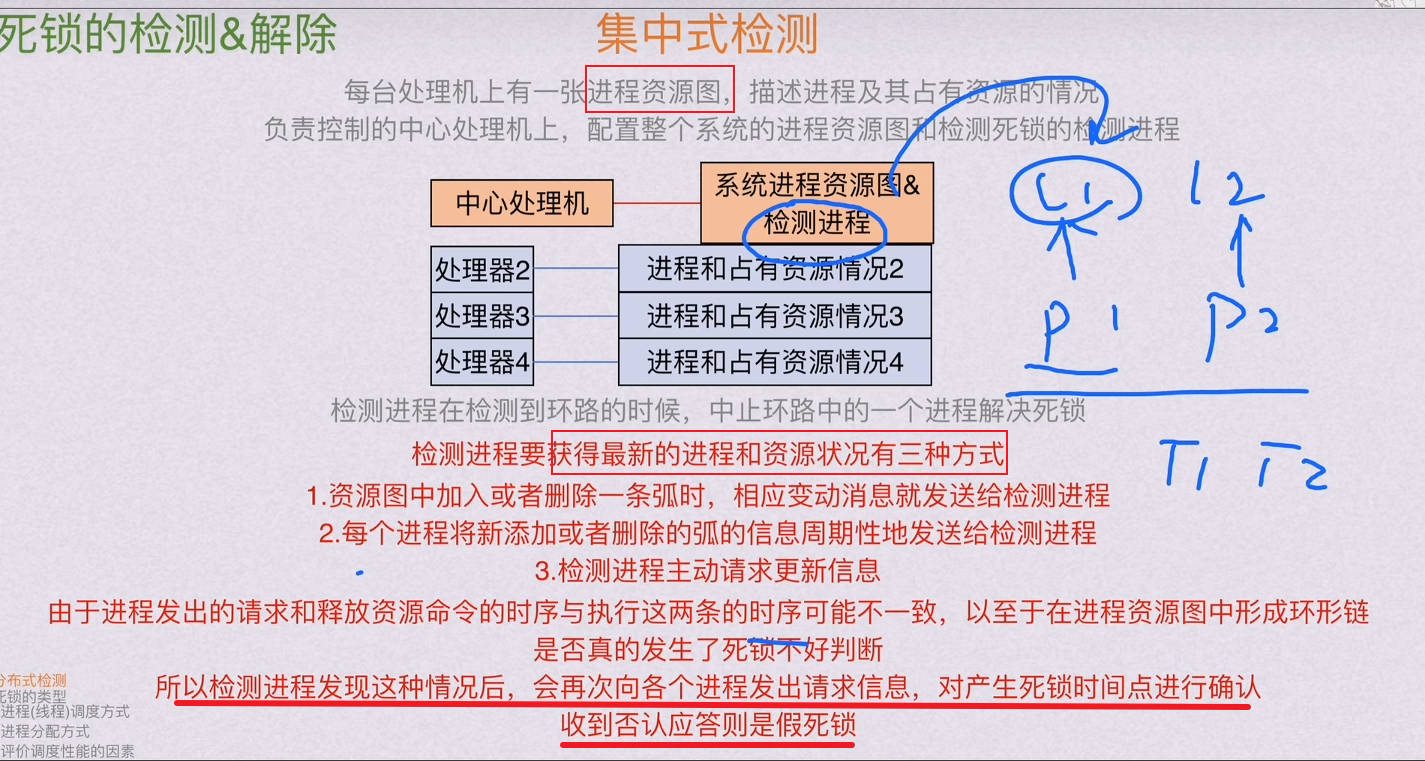 死锁的检测&解除
集中式检测
每台处理机上有一张进程资源图，描述进程及其占有资源的情况
负责控制的中心处理机上，配置整个系统的进程资源图和检测死锁的检测进程
中心处理机
系统进程资源图&
检测进程
处理器2
进程和占有资源情况2
处理器3
进程和占有资源情况3
处理器4
进程和占有资源情况4
L1 L2
P1 P2
T1 T2
检测进程在检测到环路的时候，中止环路中的一个进程解决死锁
检测进程要获得最新的进程和资源状况有三种方式
1.资源图中加入或者删除一条弧时，相应变动消息就发送给检测进程
2.每个进程将新添加或者删除的弧的信息周期性地发送给检测进程
3.检测进程主动请求更新信息
由于进程发出的请求和释放资源命令的时序与执行这两条的时序可能不一致，以至于在进程资源图中形成环形链
是否真的发生了死锁不好判断
所以检测进程发现这种情况后，会再次向各个进程发出请求信息，对产生死锁时间点进行确认
收到否认应答则是假死锁
分布式检测
死锁的类型
进程(线程)调度方式
进程分配方式
评价调度性能的因素